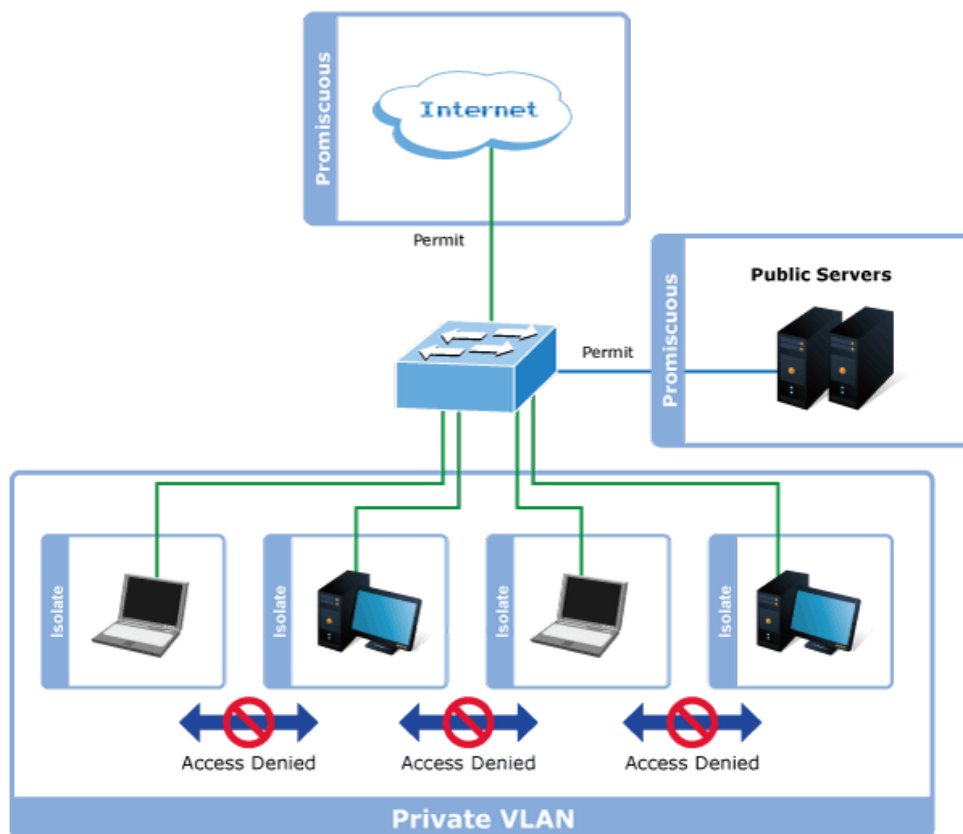 Promiscuous
Internet
Permit
Promiscuous
Public Servers
Permit
Isolate
Isolate
Isolate
Isolate
Access Denied
Access Denied
Access Denied
Private VLAN